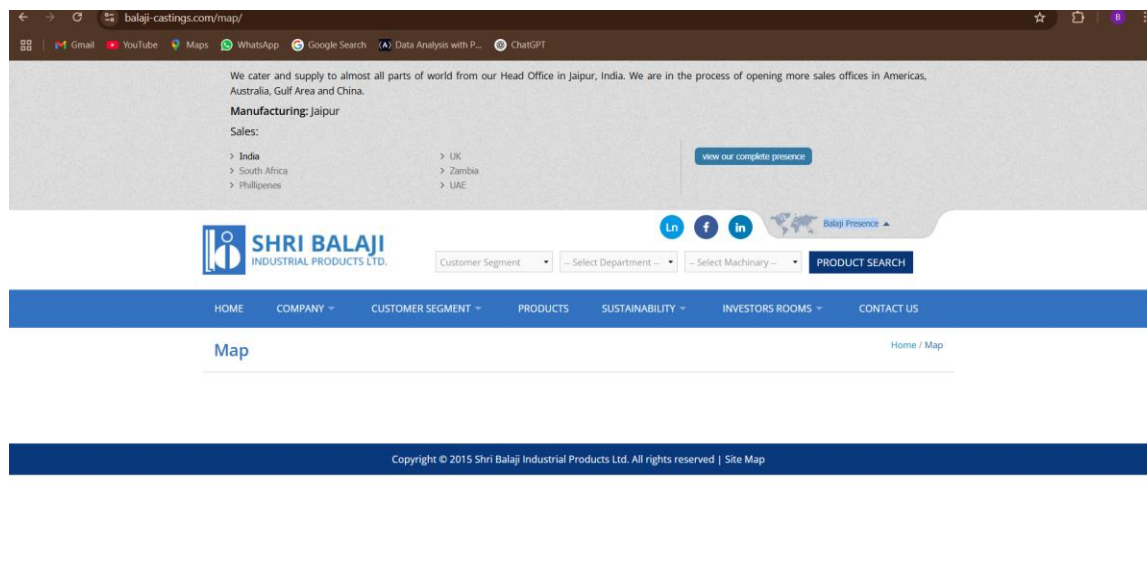 balaji-castings.com/map/
B
Gmail YouTube Maps WhatsApp Google Search Data Analysis with P... ChatGPT
We cater and supply to almost all parts of world from our Head Office in Jaipur, India. We are in the process of opening more sales offices in Americas,
Australia, Gulf Area and China.
Manufacturing: Jaipur
Sales:
> India > UK view our complete presence
> South Africa > Zambia
> Phillipenes > UAE
Ln f in Balaji Presence
SHRI BALAJI
INDUSTRIAL PRODUCTS LTD.
Customer Segment -- Select Department -- -- Select Machinary -- PRODUCT SEARCH
HOME COMPANY CUSTOMER SEGMENT PRODUCTS SUSTAINABILITY INVESTORS ROOMS CONTACT US
Map Home / Map
Copyright © 2015 Shri Balaji Industrial Products Ltd. All rights reserved | Site Map